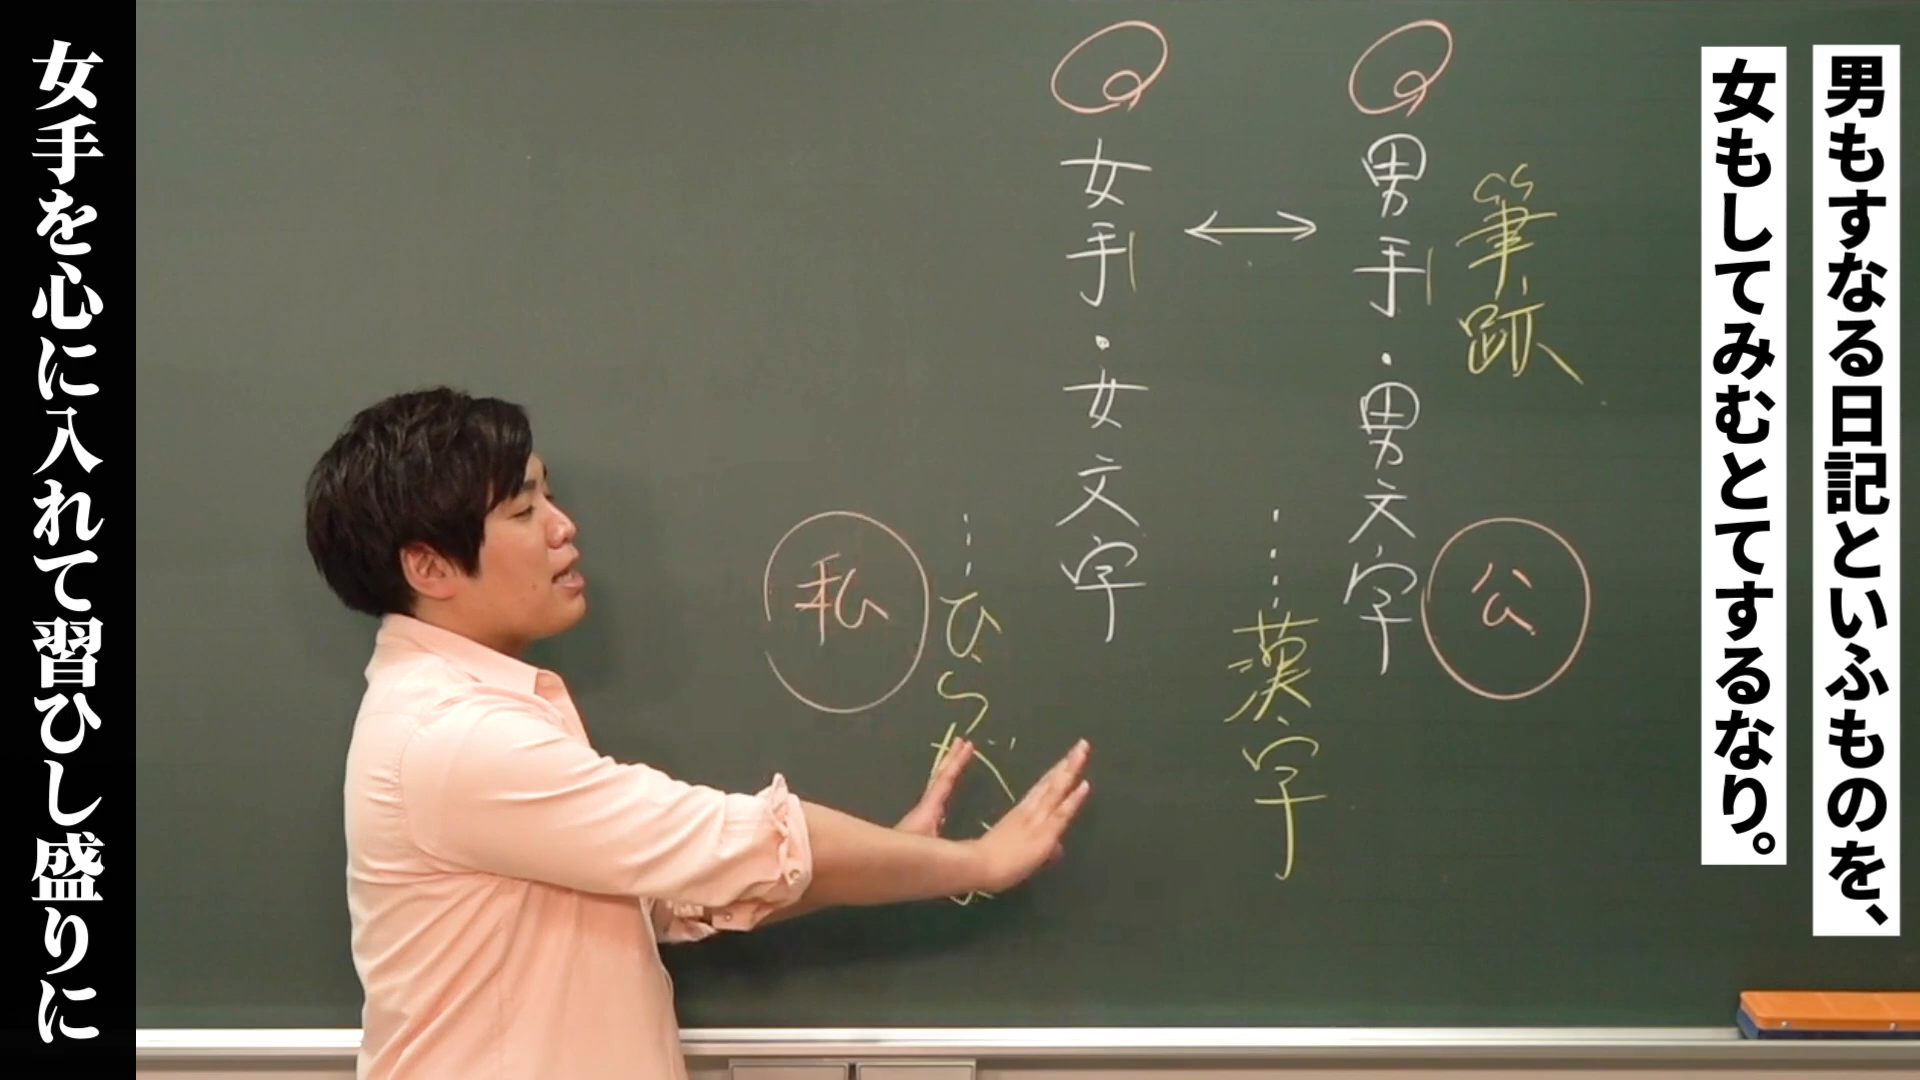 男もすなる日記といふものを、
女もしてみむとてするなり。
筆跡
男手・男文字
公
…漢字
女手・女文字
…ひらが
私
女手を心に入れて習ひし盛りに